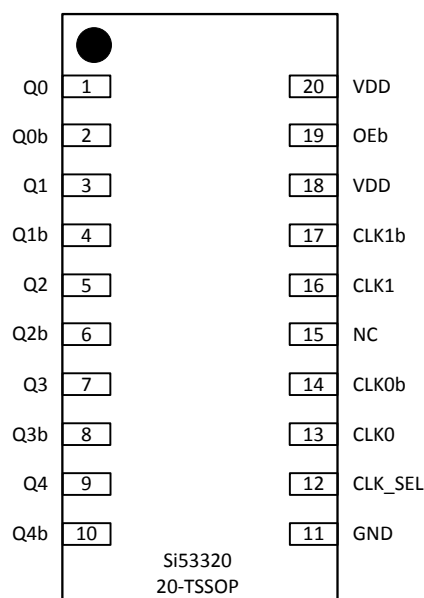 Q0 1 20 VDD
Q0b 2 19 OEb
Q1 3 18 VDD
Q1b 4 17 CLK1b
Q2 5 16 CLK1
Q2b 6 15 NC
Q3 7 14 CLK0b
Q3b 8 13 CLK0
Q4 9 12 CLK_SEL
Q4b 10 11 GND
Si53320
20-TSSOP